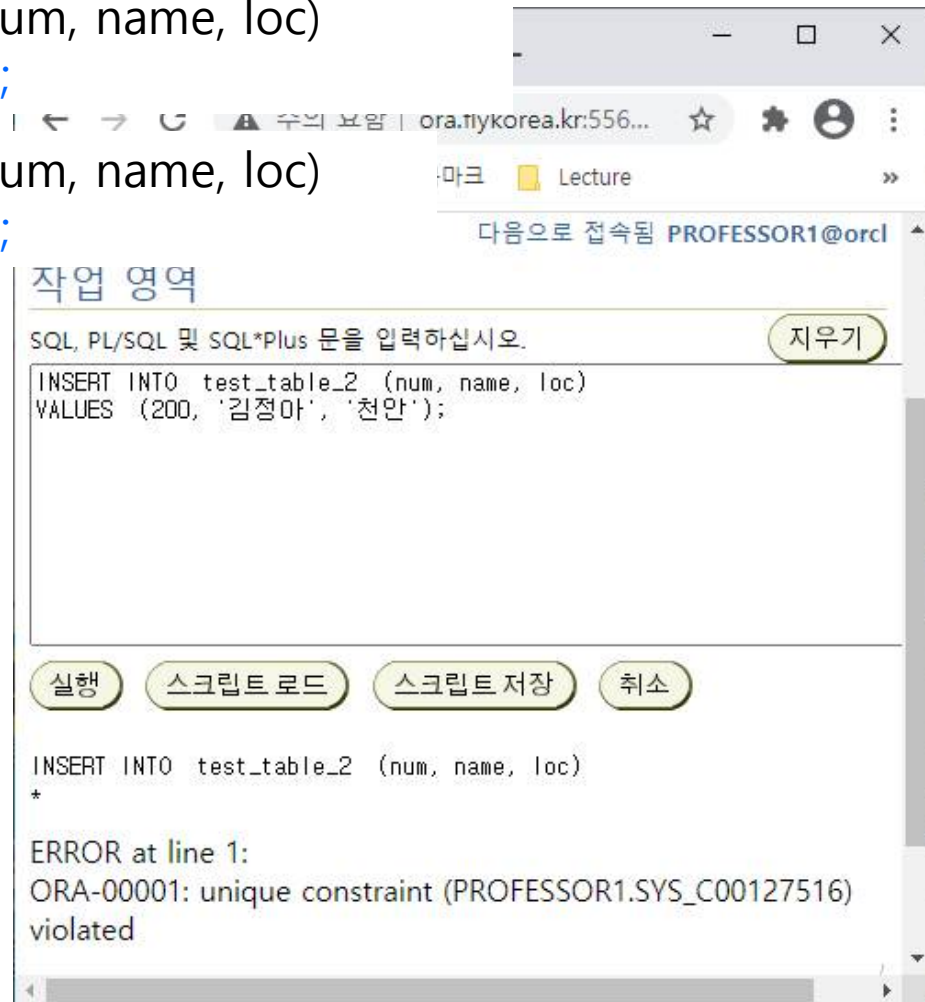 um, name, loc)
;
ora.flykorea.kr:556...
um, name, loc)
Lecture
;
다음으로 접속됨 PROFESSOR1@orcl
작업 영역
SQL, PL/SQL 및 SQL*Plus 문을 입력하십시오.
지우기
INSERT INTO test_table_2 (num, name, loc)
VALUES (200, '김정아', '천안');
실행 스크립트 로드 스크립트 저장 취소
INSERT INTO test_table_2 (num, name, loc)
*
ERROR at line 1:
ORA-00001: unique constraint (PROFESSOR1.SYS_C00127516)
violated